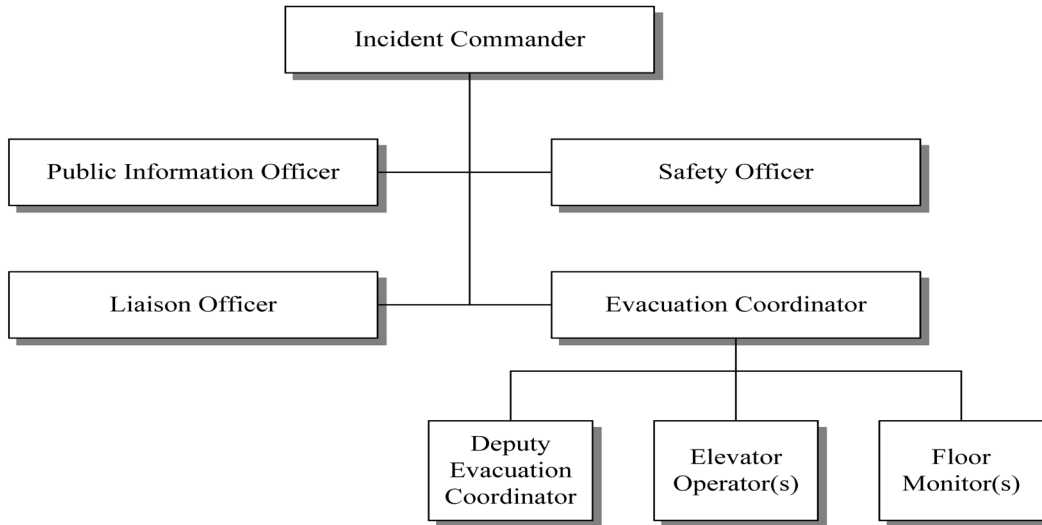 Incident Commander
Public Information Officer
Safety Officer
Liaison Officer
Evacuation Coordinator
Deputy
Evacuation
Coordinator
Elevator
Operator(s)
Floor
Monitor(s)